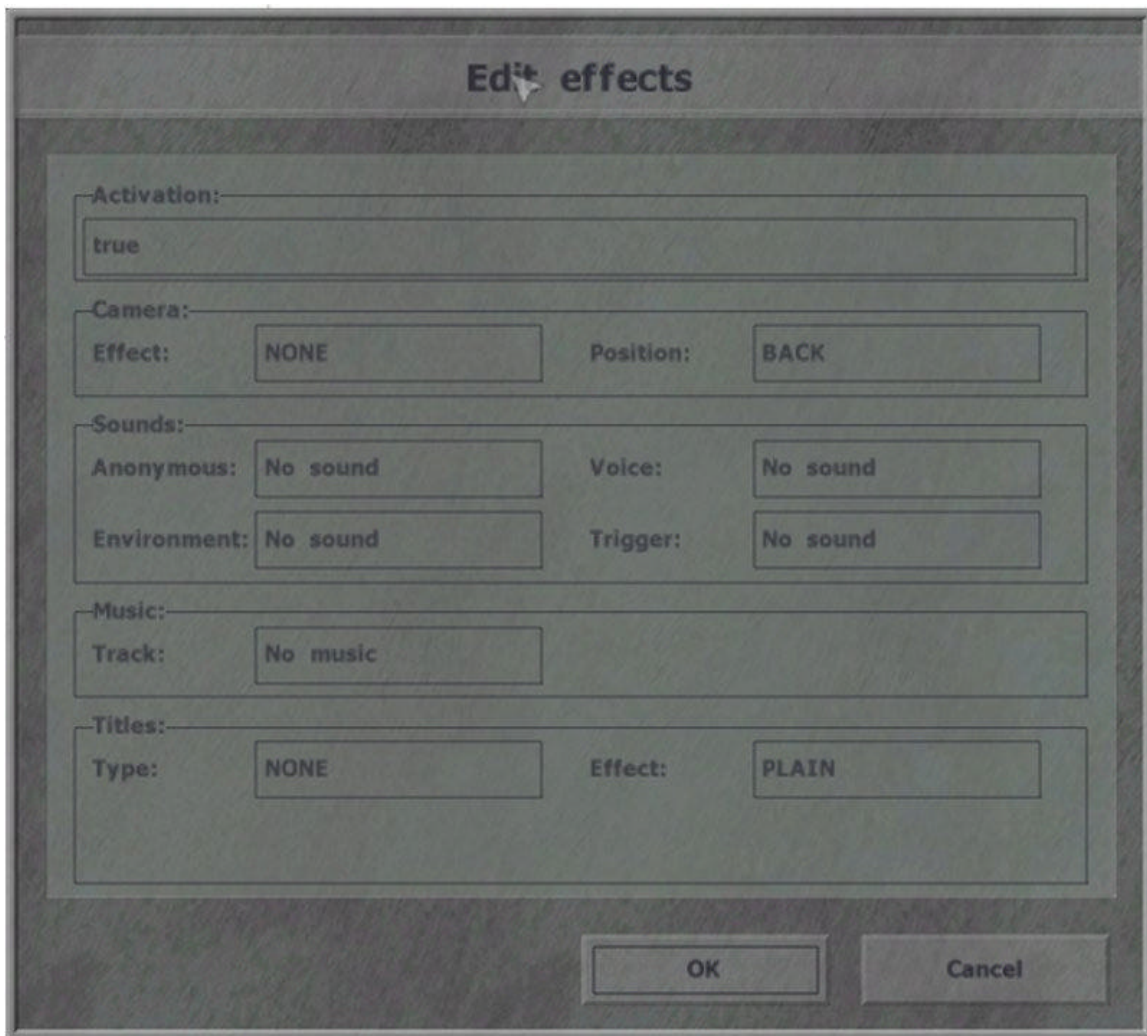 Edit effects
Activation:
true
Camera:
Effect: NONE Position: BACK
Sounds:
Anonymous: No sound Voice: No sound
Environment: No sound Trigger: No sound
Music:
Track: No music
Titles:
Type: NONE Effect: PLAIN
OK Cancel